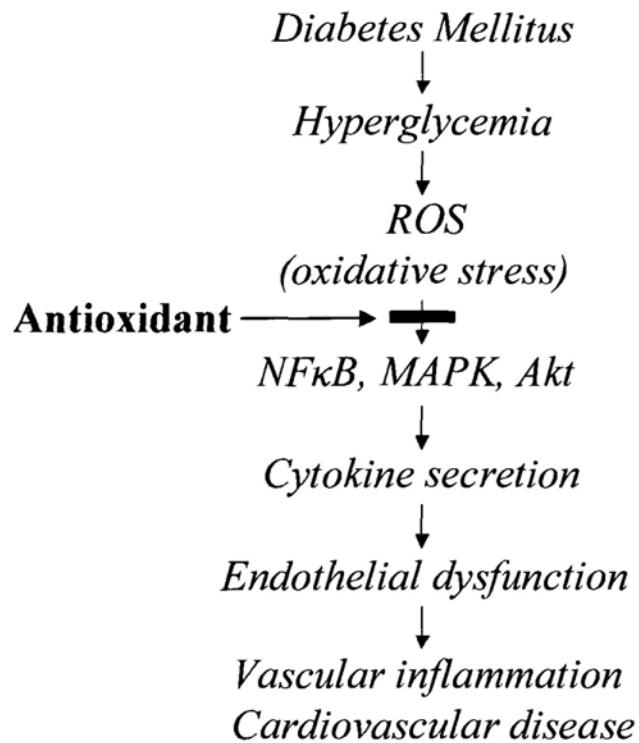 Diabetes Mellitus
Hyperglycemia
ROS
(oxidative stress)
Antioxidant
NFκB, MAPK, Akt
Cytokine secretion
Endothelial dysfunction
Vascular inflammation
Cardiovascular disease